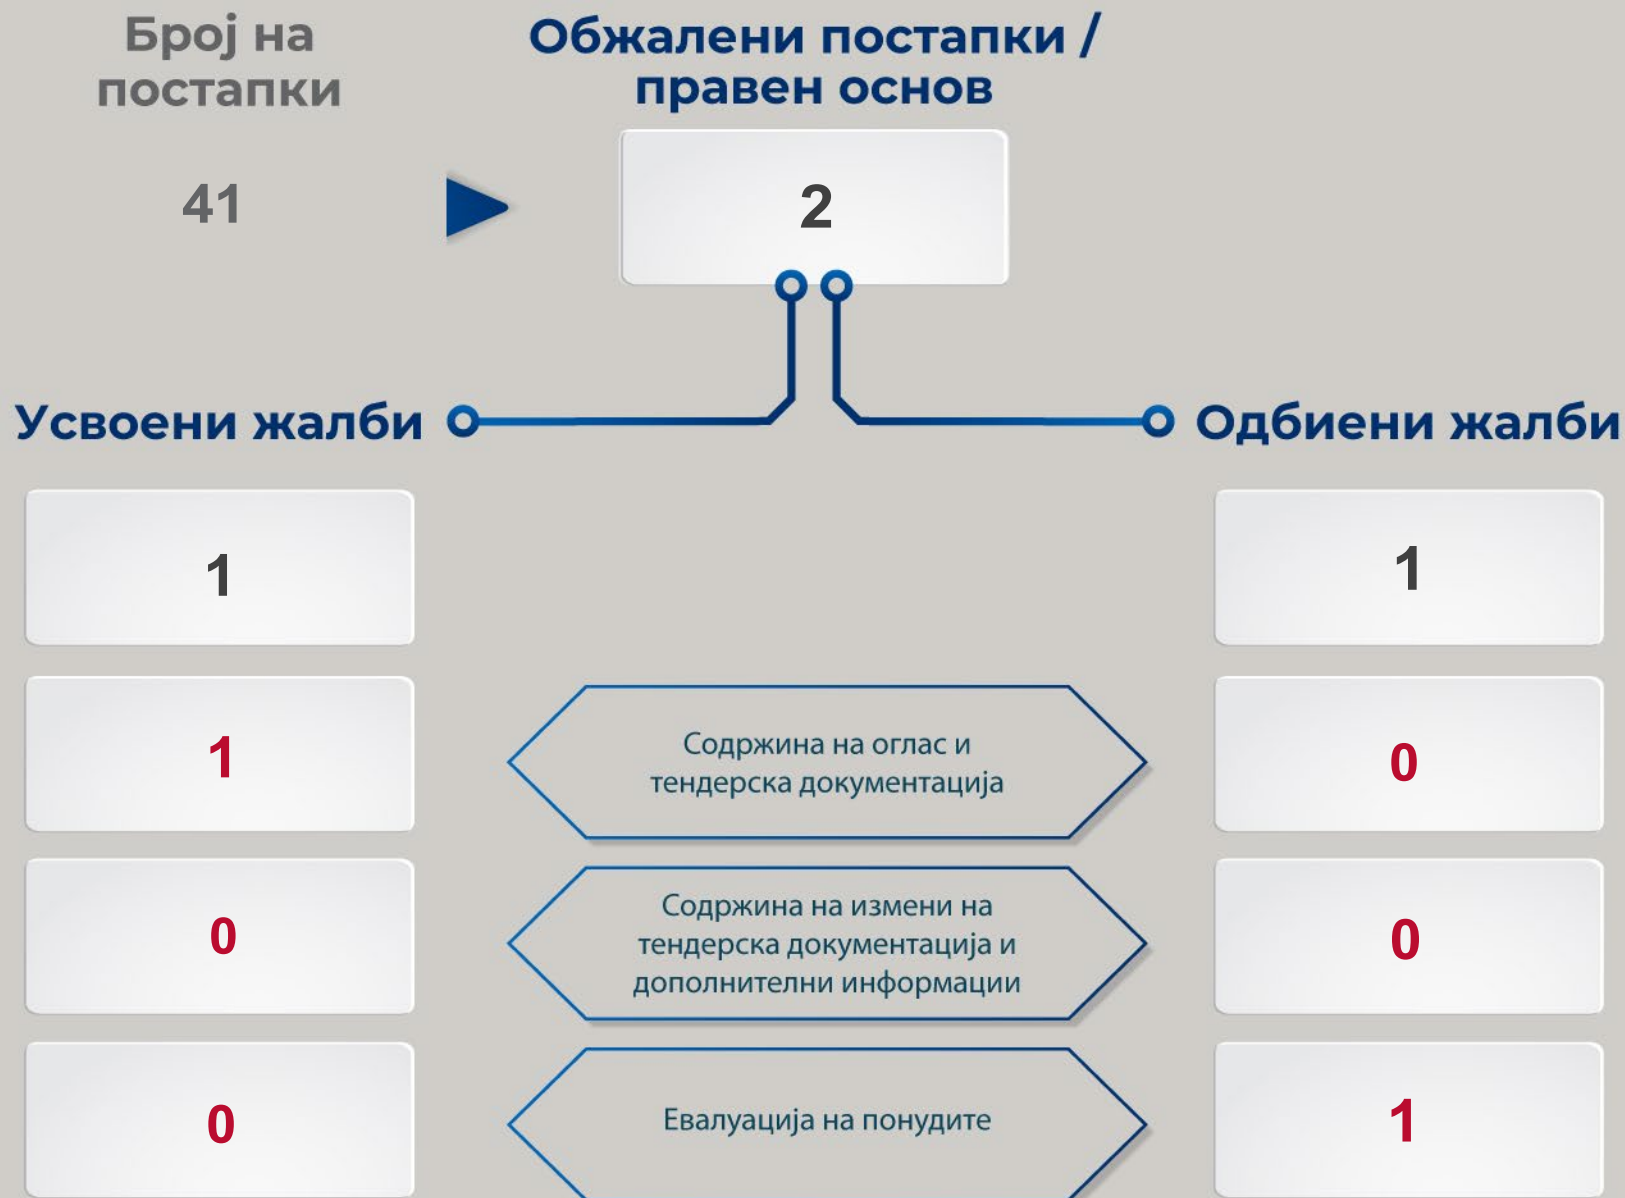 Број на
постапки
Обжалени постапки /
правен основ
41
2
Усвоени жалби
Одбиени жалби
1
1
1
Содржина на оглас и
тендерска документација
0
0
Содржина на измени на
тендерска документација и
дополнителни информации
0
0
Евалуација на понудите
1